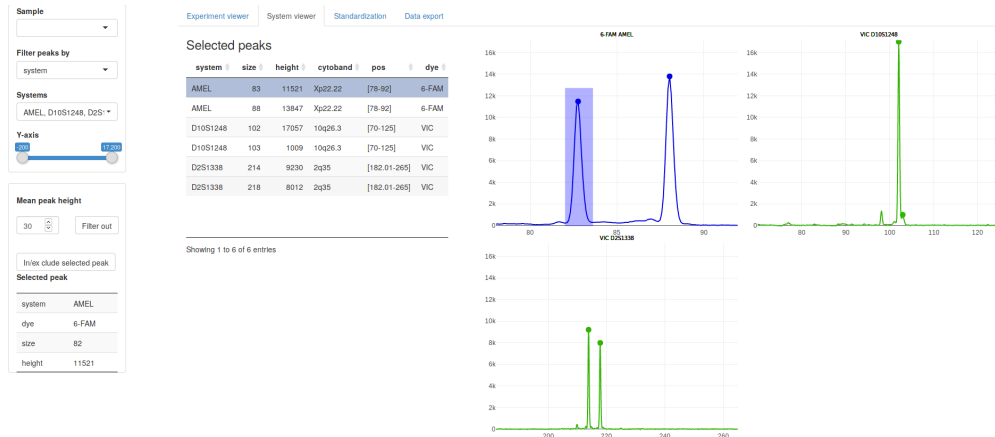 Sample
Filter peaks by
system
Systems
AMEL, D10S1248, D2S'
Y-axis
-200 17,200
Mean peak height
30 Filter out
In/ex clude selected peak
Selected peak
system AMEL
dye 6-FAM
size 82
height 11521
Experiment viewer System viewer Standardization Data export
Selected peaks
system size height cytoband pos dye
AMEL 83 11521 Xp22.22 [78-92] 6-FAM
AMEL 88 13847 Xp22.22 [78-92] 6-FAM
D10S1248 102 17057 10q26.3 [70-125] VIC
D10S1248 103 1009 10q26.3 [70-125] VIC
D2S1338 214 9230 2q35 [182.01-265] VIC
D2S1338 218 8012 2q35 [182.01-265] VIC
Showing 1 to 6 of 6 entries
6-FAM AMEL
16k
14k
12k
10k
8k
6k
4k
2k
0
80 85 90
VIC D10S1248
16k
14k
12k
10k
8k
6k
4k
2k
0
80 90 100 110 120
VIC D2S1338
16k
14k
12k
10k
8k
6k
4k
2k
0
200 220 240 260